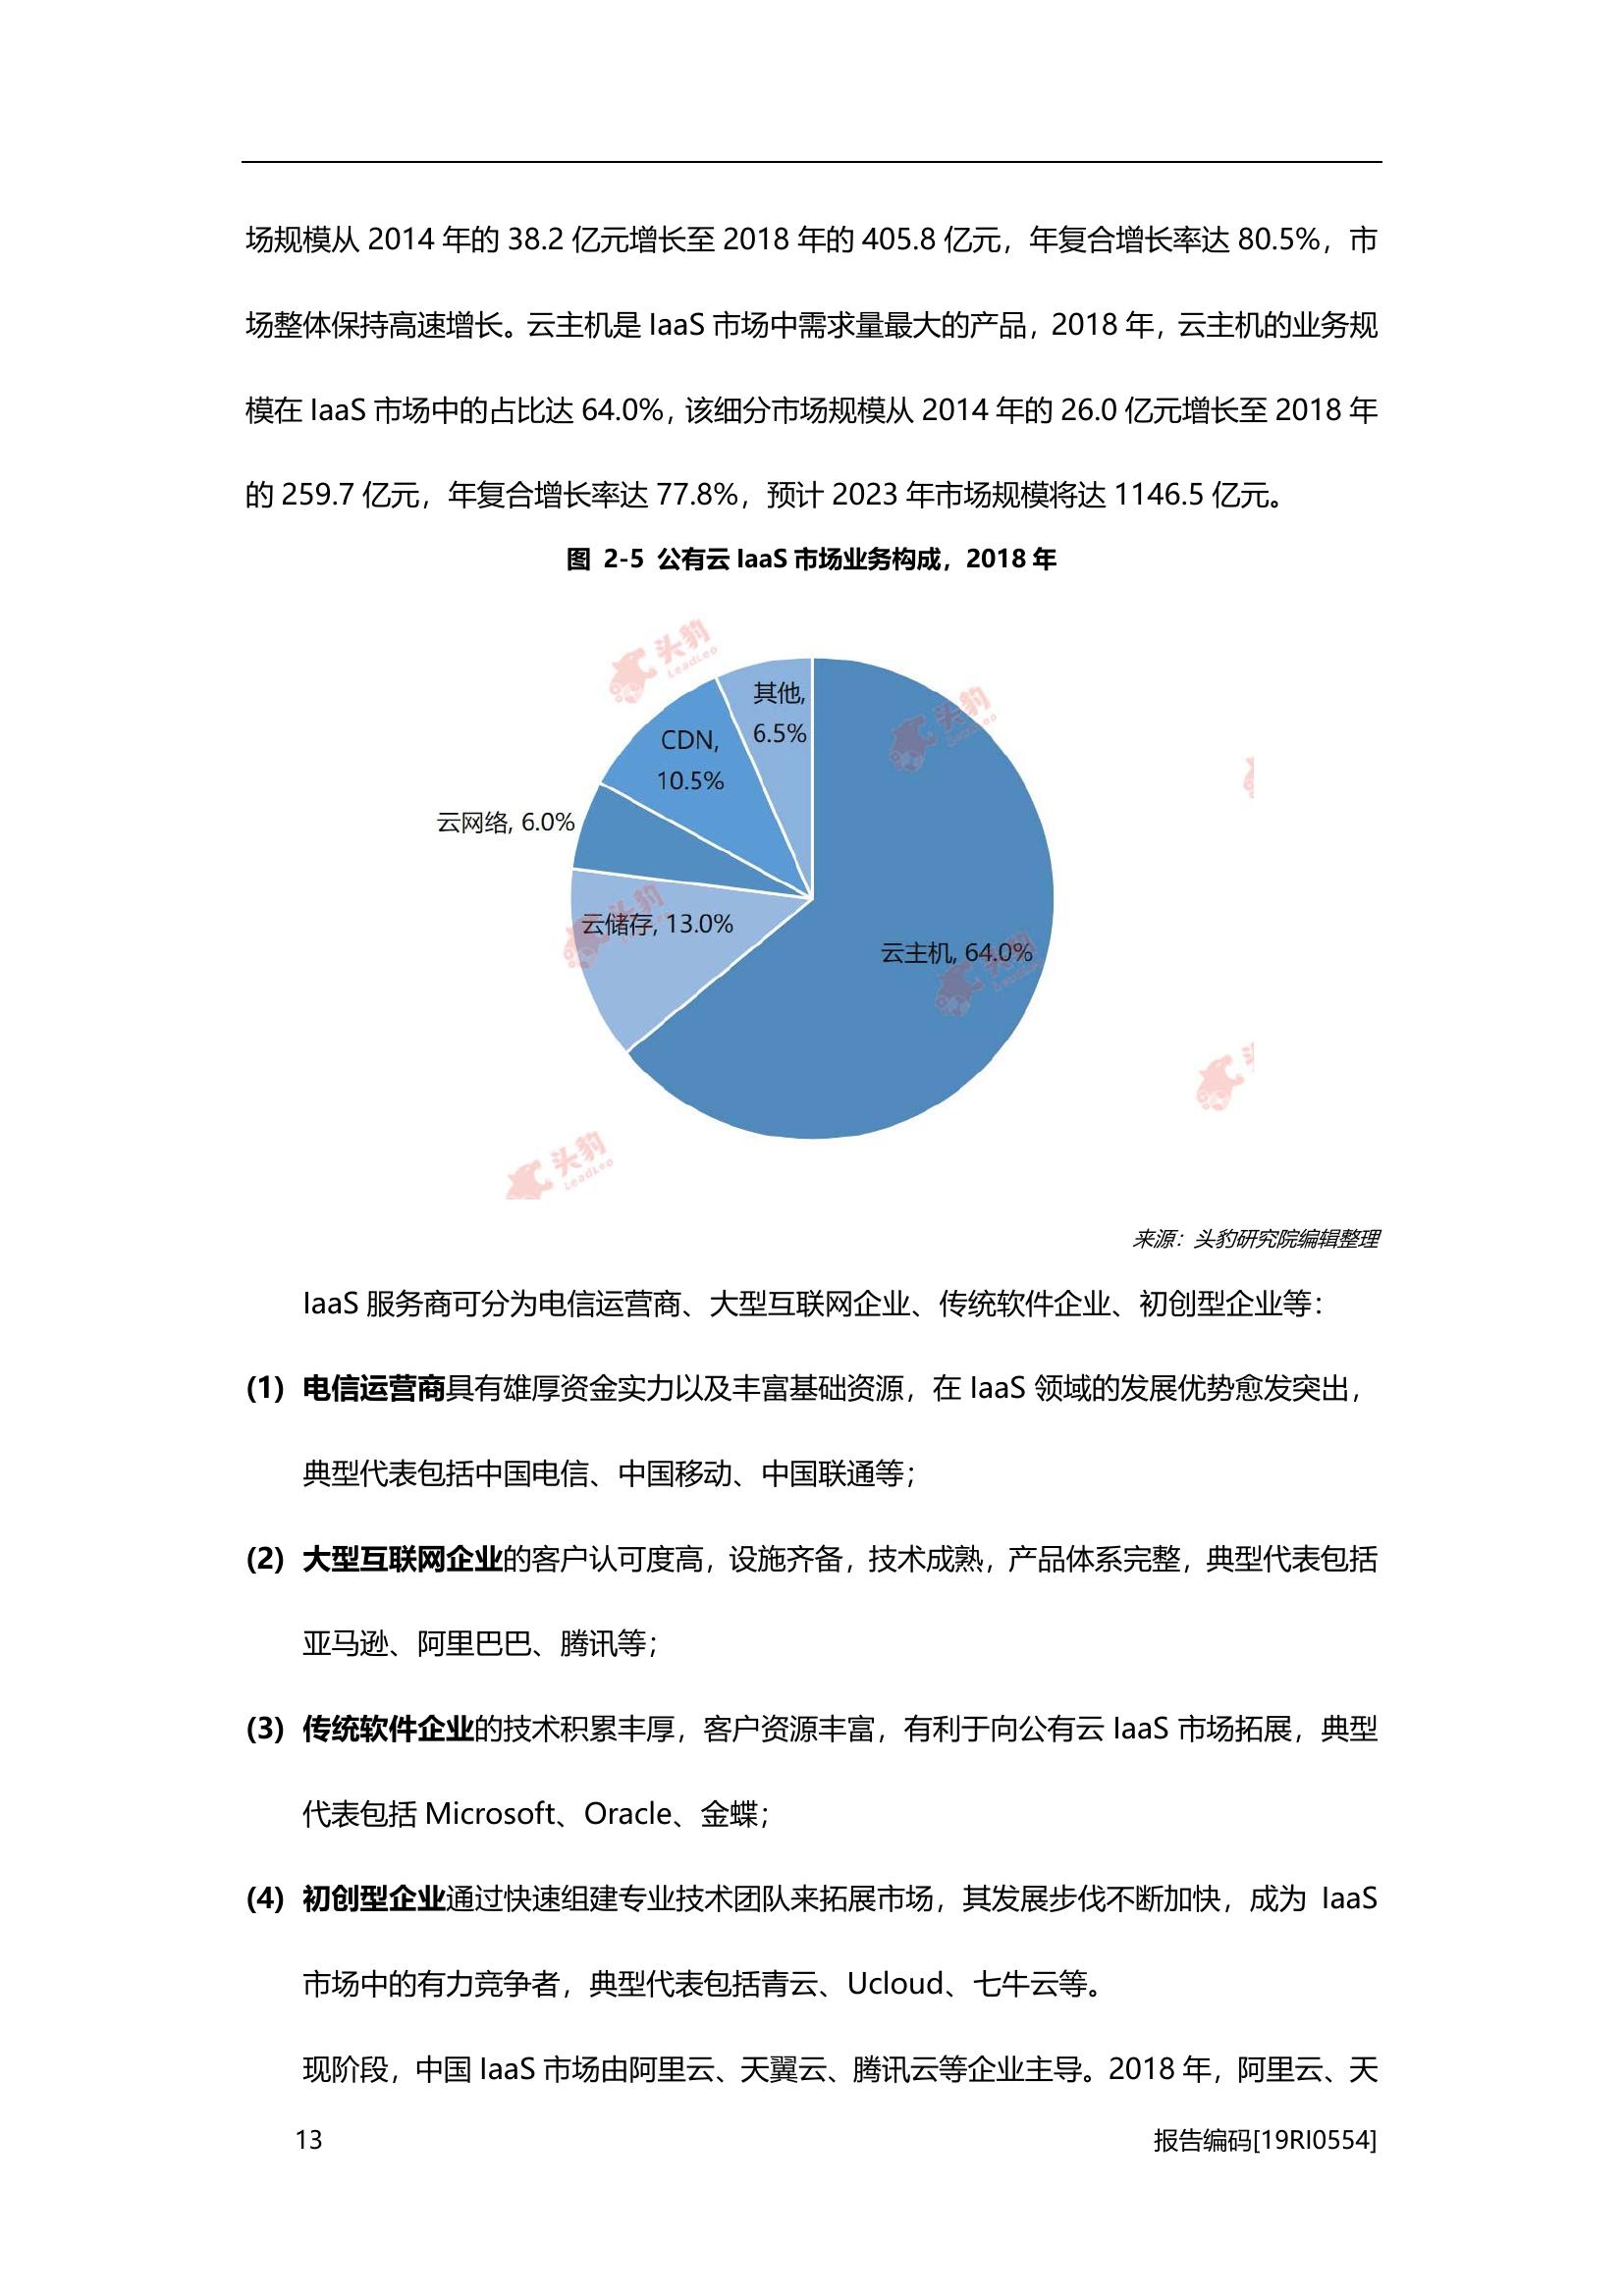 场规模从 2014 年的 38.2 亿元增长至 2018 年的 405.8 亿元，年复合增长率达 80.5%，市
场整体保持高速增长。云主机是 IaaS 市场中需求量最大的产品，2018 年，云主机的业务规
模在 IaaS 市场中的占比达 64.0%，该细分市场规模从 2014 年的 26.0 亿元增长至 2018 年
的 259.7 亿元，年复合增长率达 77.8%，预计 2023 年市场规模将达 1146.5 亿元。
图 2-5 公有云 IaaS 市场业务构成，2018 年
头豹
LeadLeo
其他,
6.5%
头豹
LeadLeo
CDN,
10.5%
云网络, 6.0%
头豹
云储存, 13.0%
云主机, 64.0%
头豹
LeadLeo
来源：头豹研究院编辑整理
IaaS 服务商可分为电信运营商、大型互联网企业、传统软件企业、初创型企业等：
(1) 电信运营商具有雄厚资金实力以及丰富基础资源，在 IaaS 领域的发展优势愈发突出，
典型代表包括中国电信、中国移动、中国联通等；
(2) 大型互联网企业的客户认可度高，设施齐备，技术成熟，产品体系完整，典型代表包括
亚马逊、阿里巴巴、腾讯等；
(3) 传统软件企业的技术积累丰厚，客户资源丰富，有利于向公有云 IaaS 市场拓展，典型
代表包括 Microsoft、Oracle、金蝶；
(4) 初创型企业通过快速组建专业技术团队来拓展市场，其发展步伐不断加快，成为 IaaS
市场中的有力竞争者，典型代表包括青云、Ucloud、七牛云等。
现阶段，中国 IaaS 市场由阿里云、天翼云、腾讯云等企业主导。2018 年，阿里云、天
13
报告编码[19RI0554]